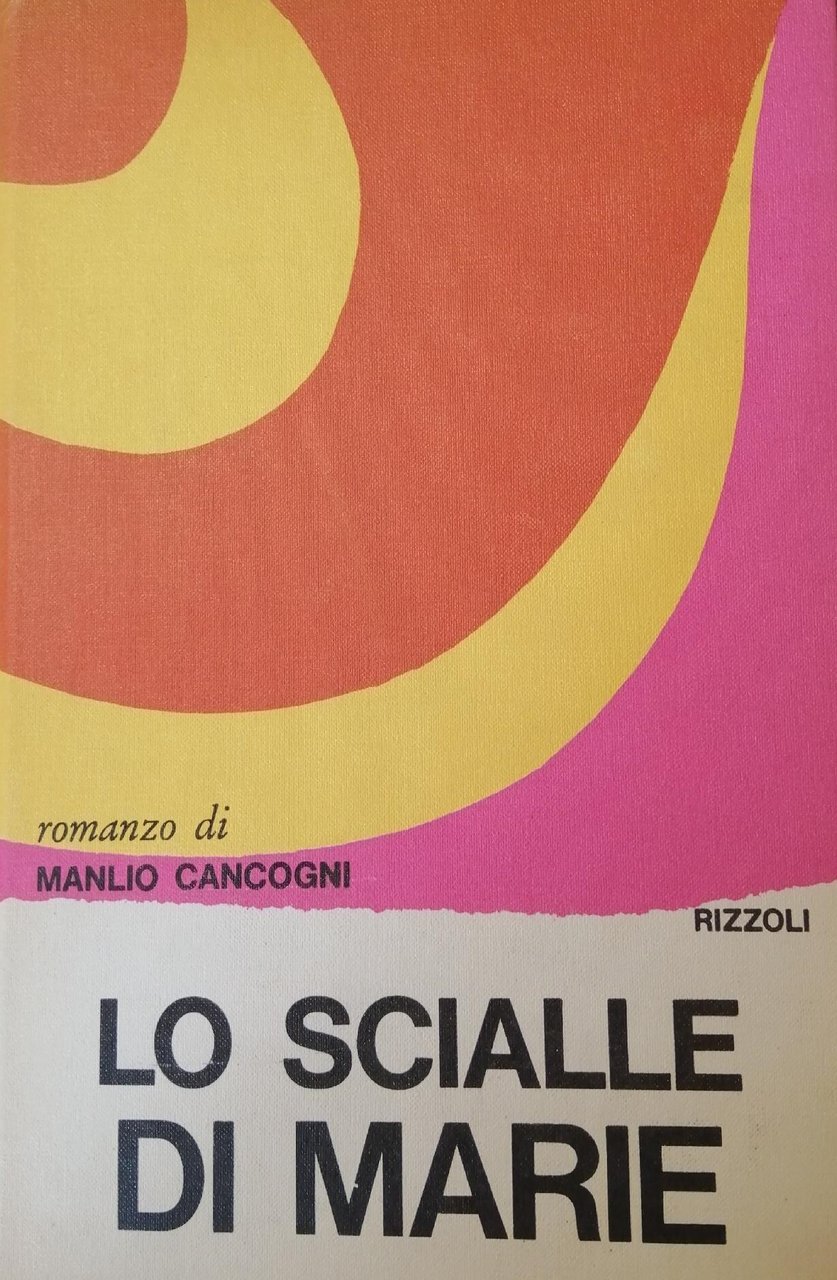 romanzo di
MANLIO CANCOGNI
RIZZOLI
LO SCIALLE
DI MARIE